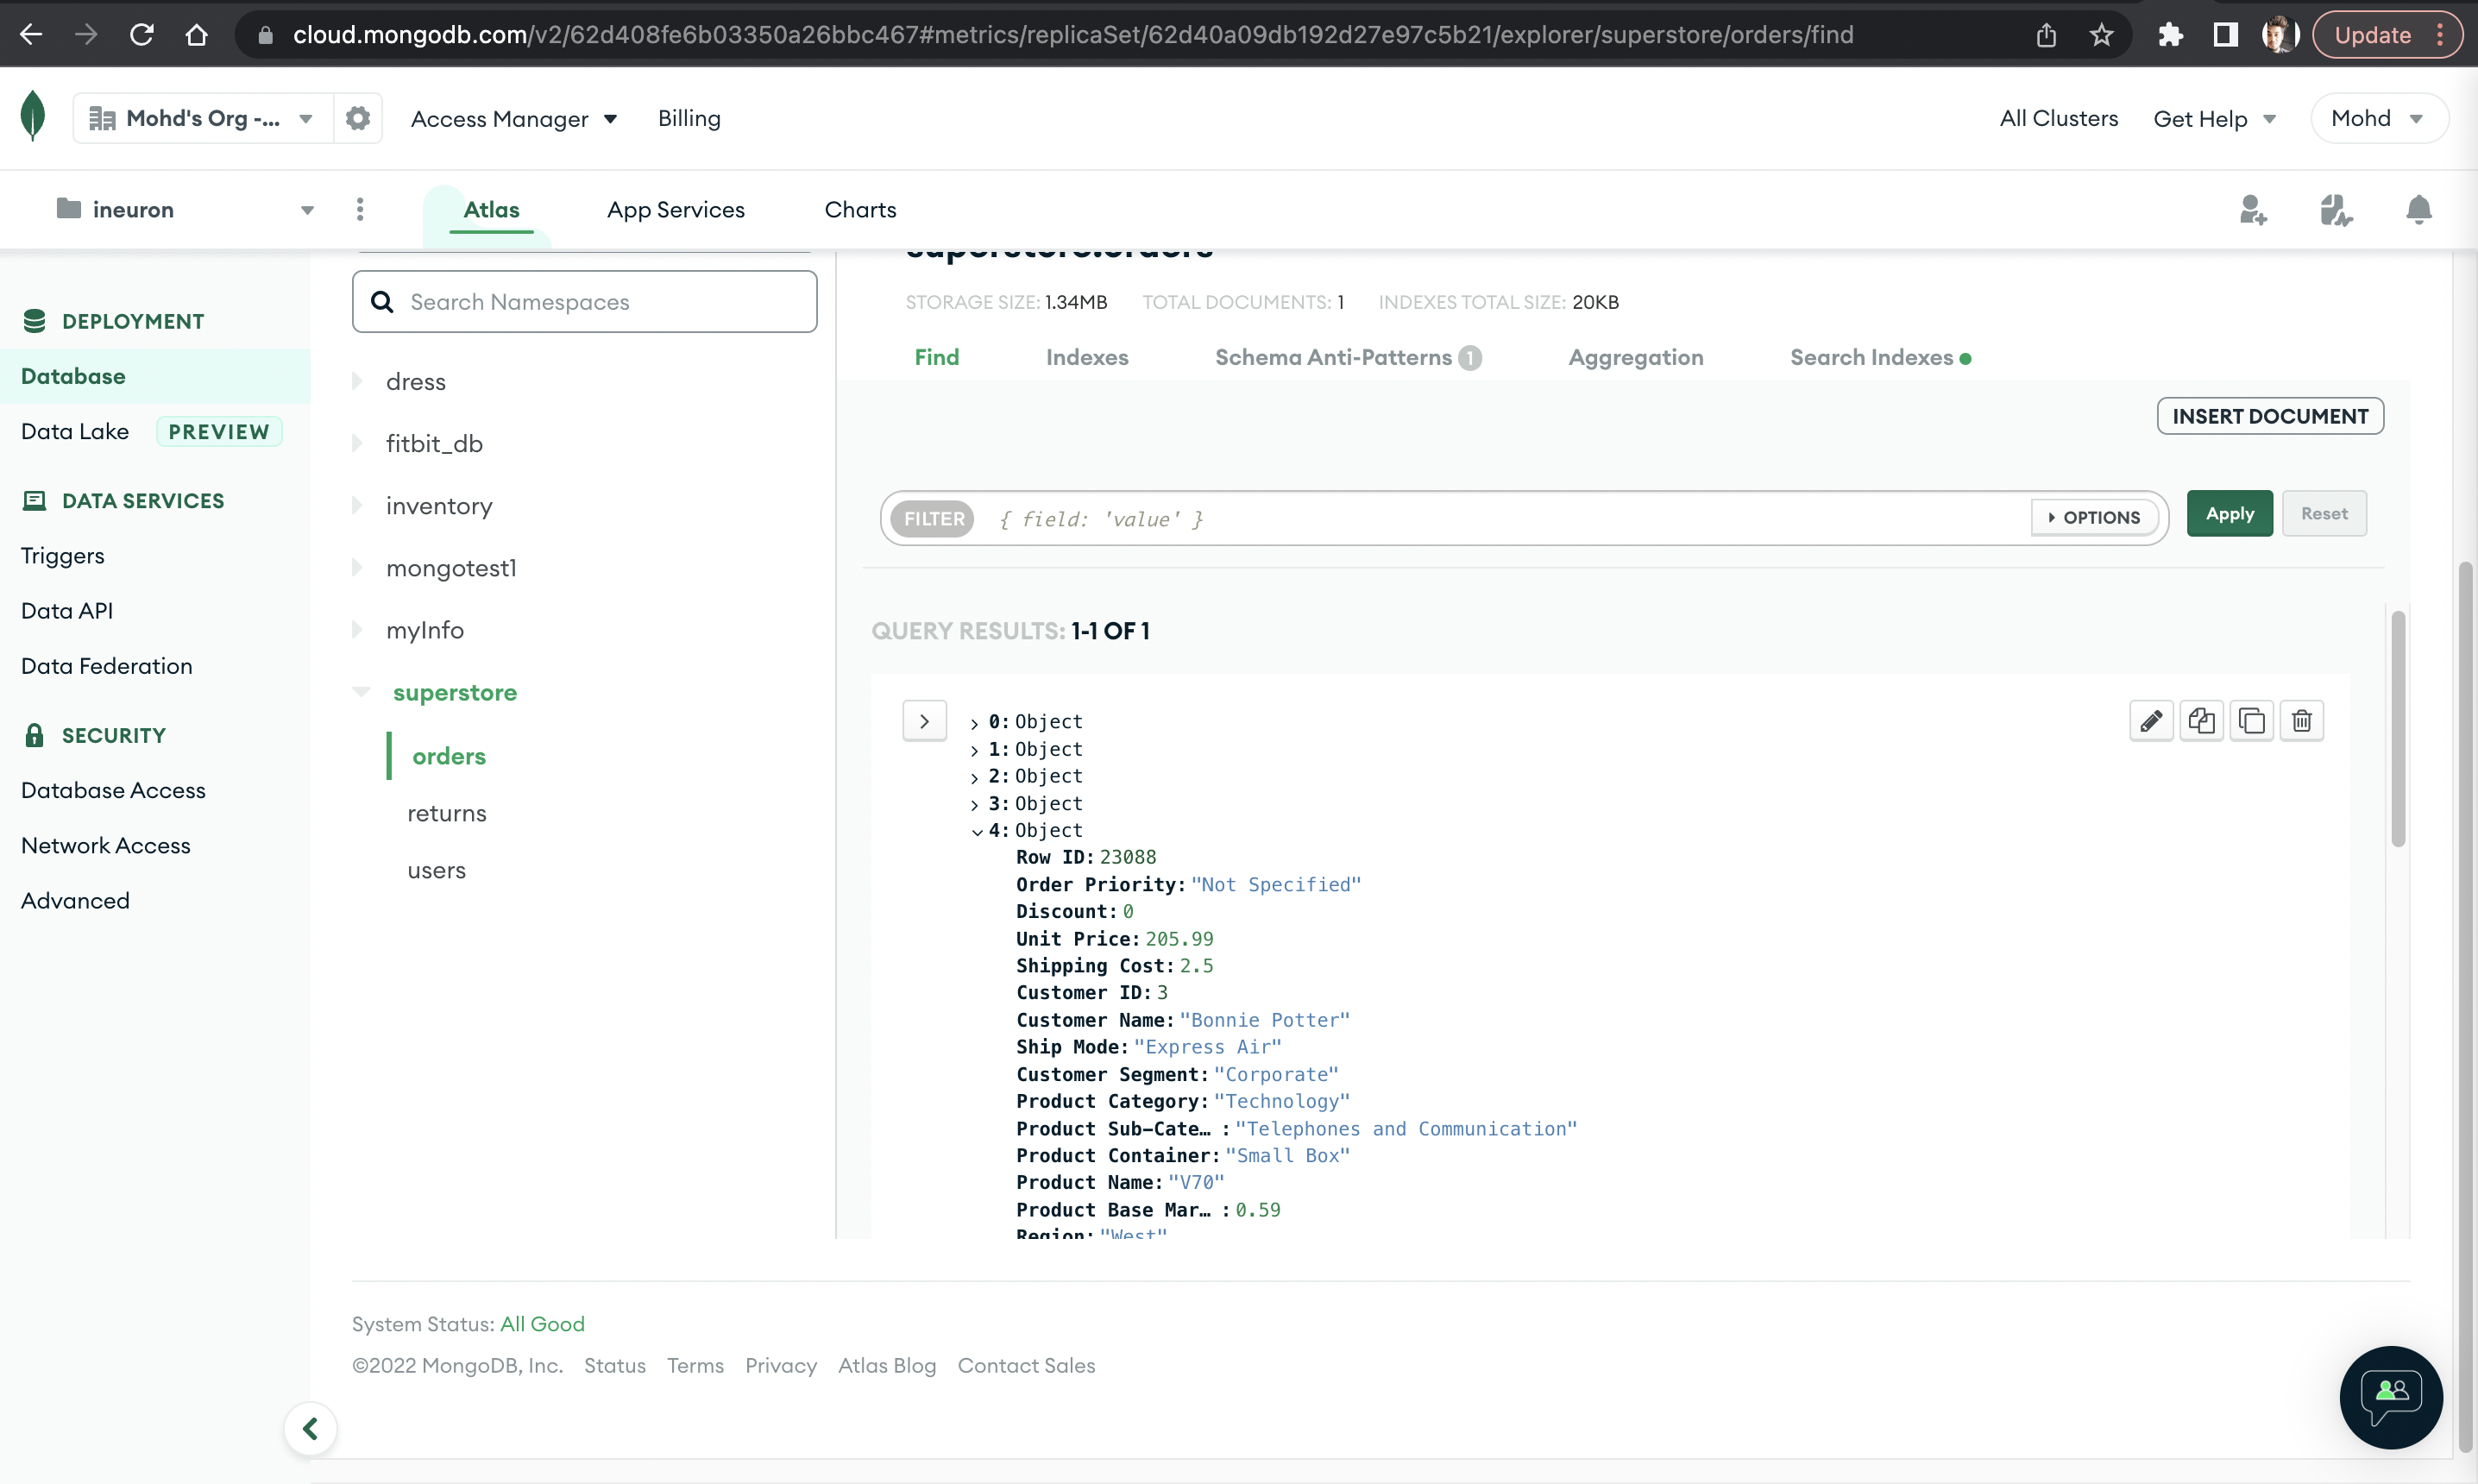 cloud.mongodb.com/v2/62d408fe6b03350a26bbc467#metrics/replicaSet/62d40a09db192d27e97c5b21/explorer/superstore/orders/find
Update
Mohd's Org -...
Access Manager
Billing
All Clusters
Get Help
Mohd
ineuron
Atlas
App Services
Charts
DEPLOYMENT
Database
Data Lake PREVIEW
DATA SERVICES
Triggers
Data API
Data Federation
SECURITY
Database Access
Network Access
Advanced
Search Namespaces
dress
fitbit_db
inventory
mongotest1
myInfo
superstore
orders
returns
users
superstore.orders
STORAGE SIZE: 1.34MB TOTAL DOCUMENTS: 1 INDEXES TOTAL SIZE: 20KB
Find Indexes Schema Anti-Patterns 1 Aggregation Search Indexes
INSERT DOCUMENT
FILTER { field: 'value' } OPTIONS Apply Reset
QUERY RESULTS: 1-1 OF 1
0: Object
1: Object
2: Object
3: Object
4: Object
Row ID: 23088
Order Priority: "Not Specified"
Discount: 0
Unit Price: 205.99
Shipping Cost: 2.5
Customer ID: 3
Customer Name: "Bonnie Potter"
Ship Mode: "Express Air"
Customer Segment: "Corporate"
Product Category: "Technology"
Product Sub-Cate… : "Telephones and Communication"
Product Container: "Small Box"
Product Name: "V70"
Product Base Mar… : 0.59
Region: "West"
System Status: All Good
©2022 MongoDB, Inc. Status Terms Privacy Atlas Blog Contact Sales